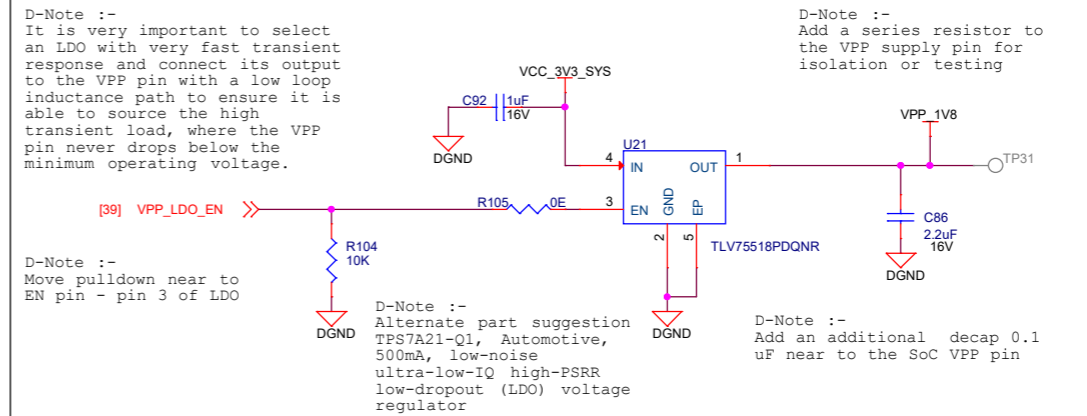 D-Note :-
It is very important to select
an LDO with very fast transient
response and connect its output
to the VPP pin with a low loop
inductance path to ensure it is
able to source the high
transient load, where the VPP
pin never drops below the
minimum operating voltage.
D-Note :-
Add a series resistor to
the VPP supply pin for
isolation or testing
VCC_3V3_SYS
C92
1uF
16V
DGND
VPP_1V8
TP31
U21
4
IN
OUT
1
3
EN
GND
EP
2
5
TLV75518PDQNR
[39] VPP_LDO_EN
R105
0E
R104
10K
DGND
C86
2.2uF
16V
DGND
D-Note :-
Move pulldown near to
EN pin - pin 3 of LDO
DGND
D-Note :-
Alternate part suggestion
TPS7A21-Q1, Automotive,
500mA, low-noise
ultra-low-IQ high-PSRR
low-dropout (LDO) voltage
regulator
D-Note :-
Add an additional  decap 0.1
uF near to the SoC VPP pin